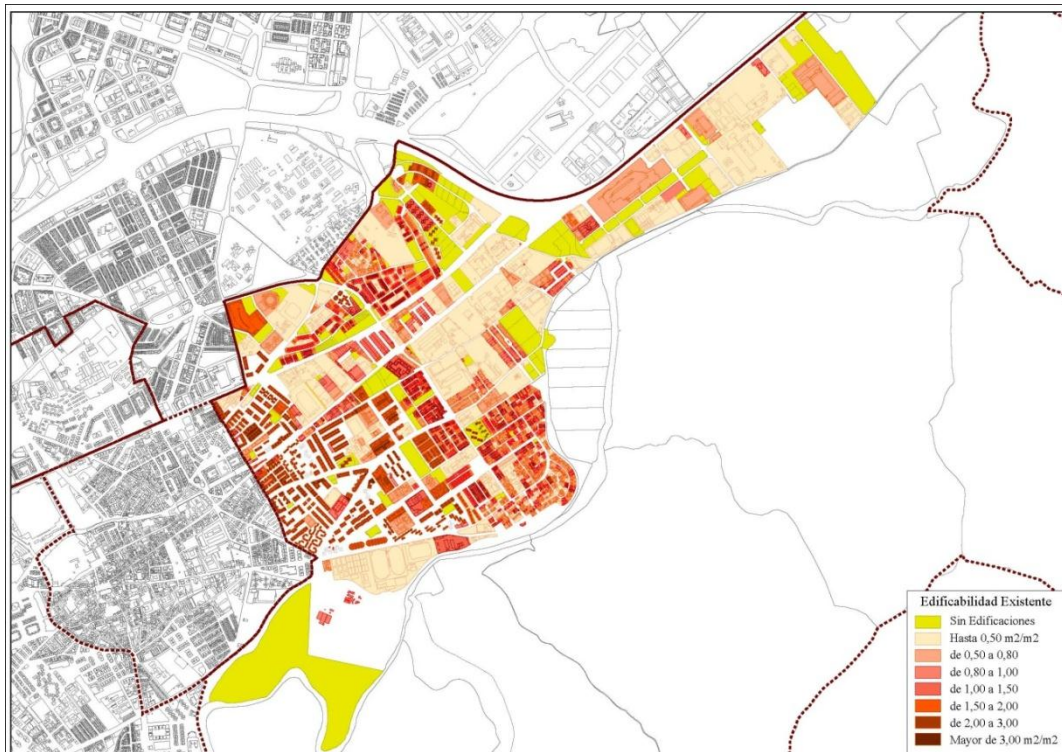 Edificabilidad Existente
Sin Edificaciones
Hasta 0,50 m2/m2
de 0,50 a 0,80
de 0,80 a 1,00
de 1,00 a 1,50
de 1,50 a 2,00
de 2,00 a 3,00
Mayor de 3,00 m2/m2